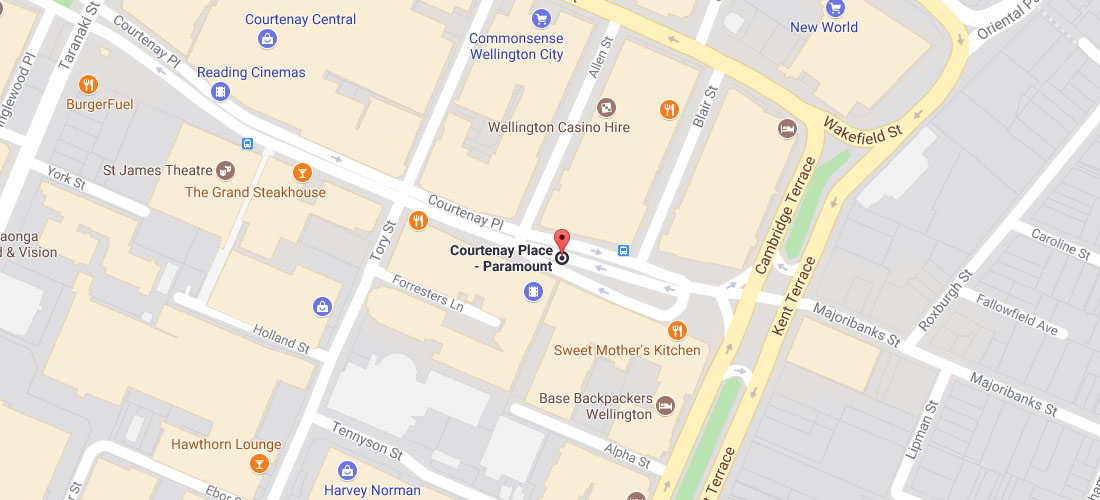 Courtenay Central
New World
Oriental Pa
Taranaki St
Courtenay Pl
Commonsense
Wellington City
Allen St
Reading Cinemas
Blair St
BurgerFuel
nglewood Pl
Wellington Casino Hire
Wakefield St
St James Theatre
The Grand Steakhouse
York St
Courtenay Pl
Cambridge Terrace
Tory St
aonga
d & Vision
Courtenay Place
- Paramount
Caroline St
Kent Terrace
Forresters Ln
Roxburgh St
Fallowfield Ave
Majoribanks St
Holland St
Sweet Mother's Kitchen
Majoribanks St
Base Backpackers
Wellington
Lipman St
Hawthorn Lounge
Tennyson St
Alpha St
t Terrace
Harvey Norman
Ebor S
r St